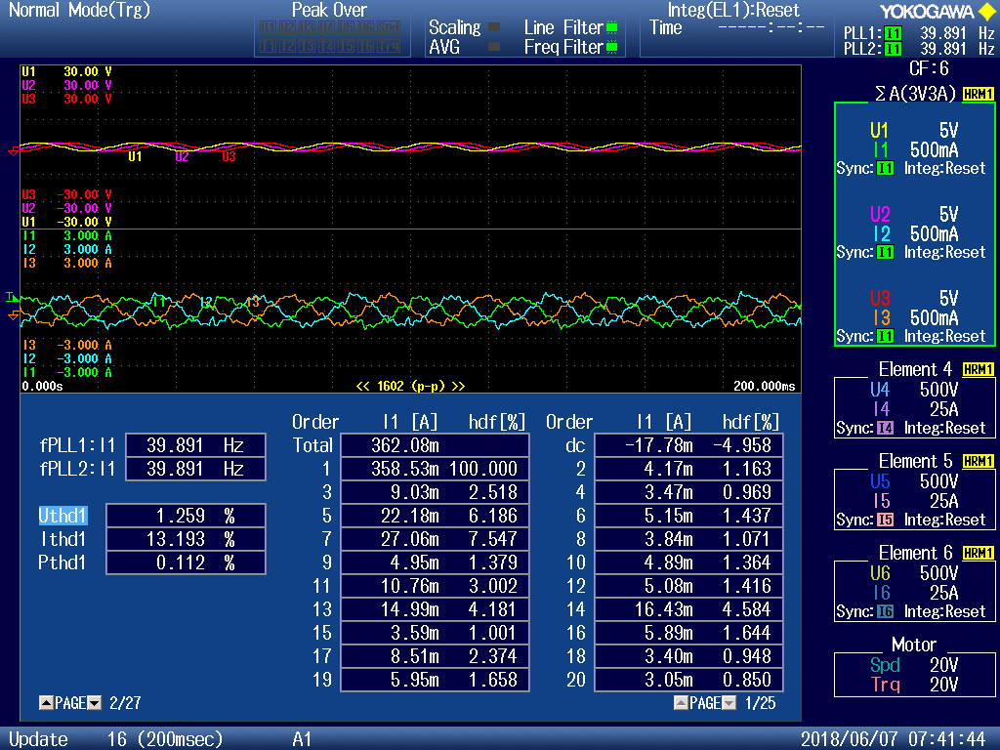 Normal Mode(Trg)
Peak Over
U1 U2 U3 U4 U5 U6 Spd
I1 I2 I3 I4 I5 I6 Trq
Scaling
AVG
Line Filter
Freq Filter
Integ(EL1):Reset
Time -----:--:--
YOKOGAWA
PLL1: I1 39.891 Hz
PLL2: I1 39.891 Hz
U1 30.00 V
U2 30.00 V
U3 30.00 V
U1 U2 U3
U3 -30.00 V
U2 -30.00 V
U1 -30.00 V
I1 3.000 A
I2 3.000 A
I3 3.000 A
T
I1 I2 I3
I3 -3.000 A
I2 -3.000 A
I1 -3.000 A
0.000s
<< 1602 (p-p) >>
200.000ms
fPLL1:I1 39.891 Hz
fPLL2:I1 39.891 Hz
Uthd1 1.259 %
Ithd1 13.193 %
Pthd1 0.112 %
PAGE 2/27
Order I1 [A] hdf[%]
Total 362.08m
1 358.53m 100.000
3 9.03m 2.518
5 22.18m 6.186
7 27.06m 7.547
9 4.95m 1.379
11 10.76m 3.002
13 14.99m 4.181
15 3.59m 1.001
17 8.51m 2.374
19 5.95m 1.658
Order I1 [A] hdf[%]
dc -17.78m -4.958
2 4.17m 1.163
4 3.47m 0.969
6 5.15m 1.437
8 3.84m 1.071
10 4.89m 1.364
12 5.08m 1.416
14 16.43m 4.584
16 5.89m 1.644
18 3.40m 0.948
20 3.05m 0.850
PAGE 1/25
CF:6
ΣA(3V3A) HRM1
U1 5V
I1 500mA
Sync: I1 Integ:Reset
U2 5V
I2 500mA
Sync: I1 Integ:Reset
U3 5V
I3 500mA
Sync: I1 Integ:Reset
Element 4 HRM1
U4 500V
I4 25A
Sync: I4 Integ:Reset
Element 5 HRM1
U5 500V
I5 25A
Sync: I5 Integ:Reset
Element 6 HRM1
U6 500V
I6 25A
Sync: I6 Integ:Reset
Motor
Spd 20V
Trq 20V
Update 16 (200msec)
A1
2018/06/07 07:41:44